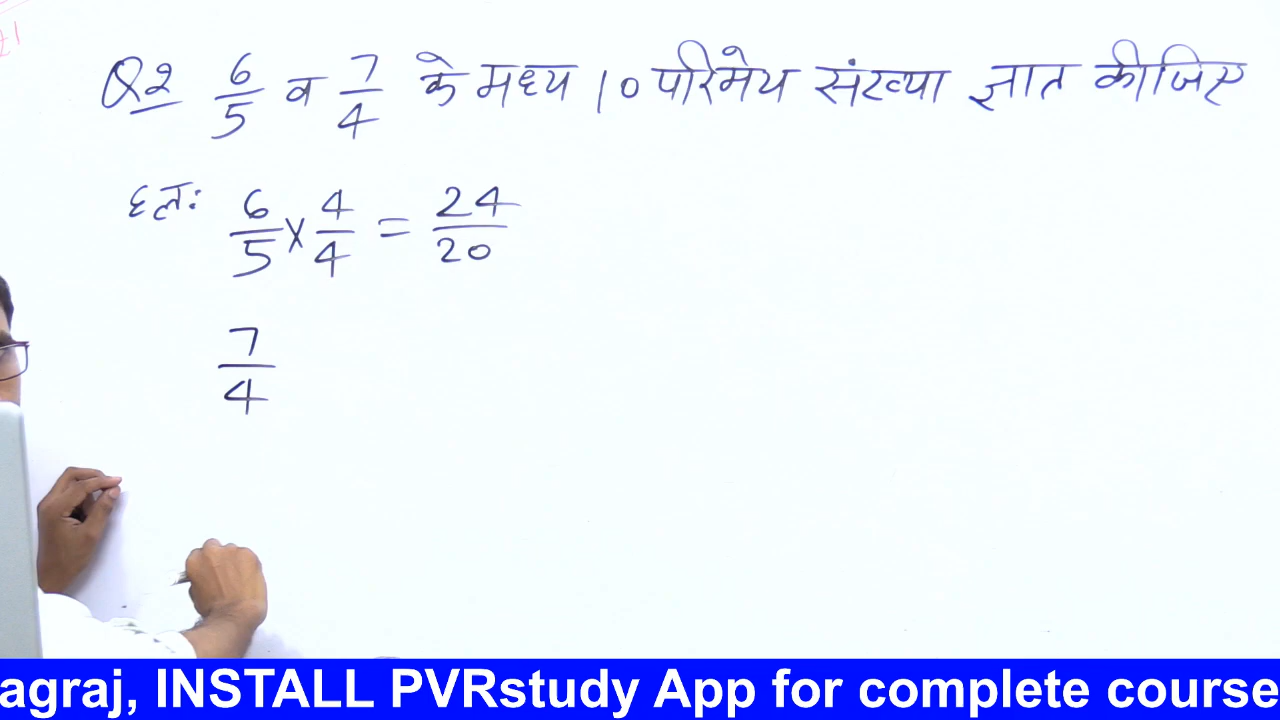 Q2 6/5 व 7/4 के मध्य 10 परिमेय संख्या ज्ञात कीजिए
हल: 6/5 × 4/4 = 24/20
7/4
agraj, INSTALL PVRstudy App for complete course